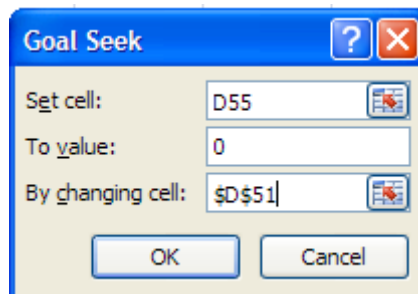 Goal Seek
Set cell: D55
To value: 0
By changing cell: $D$51
OK Cancel